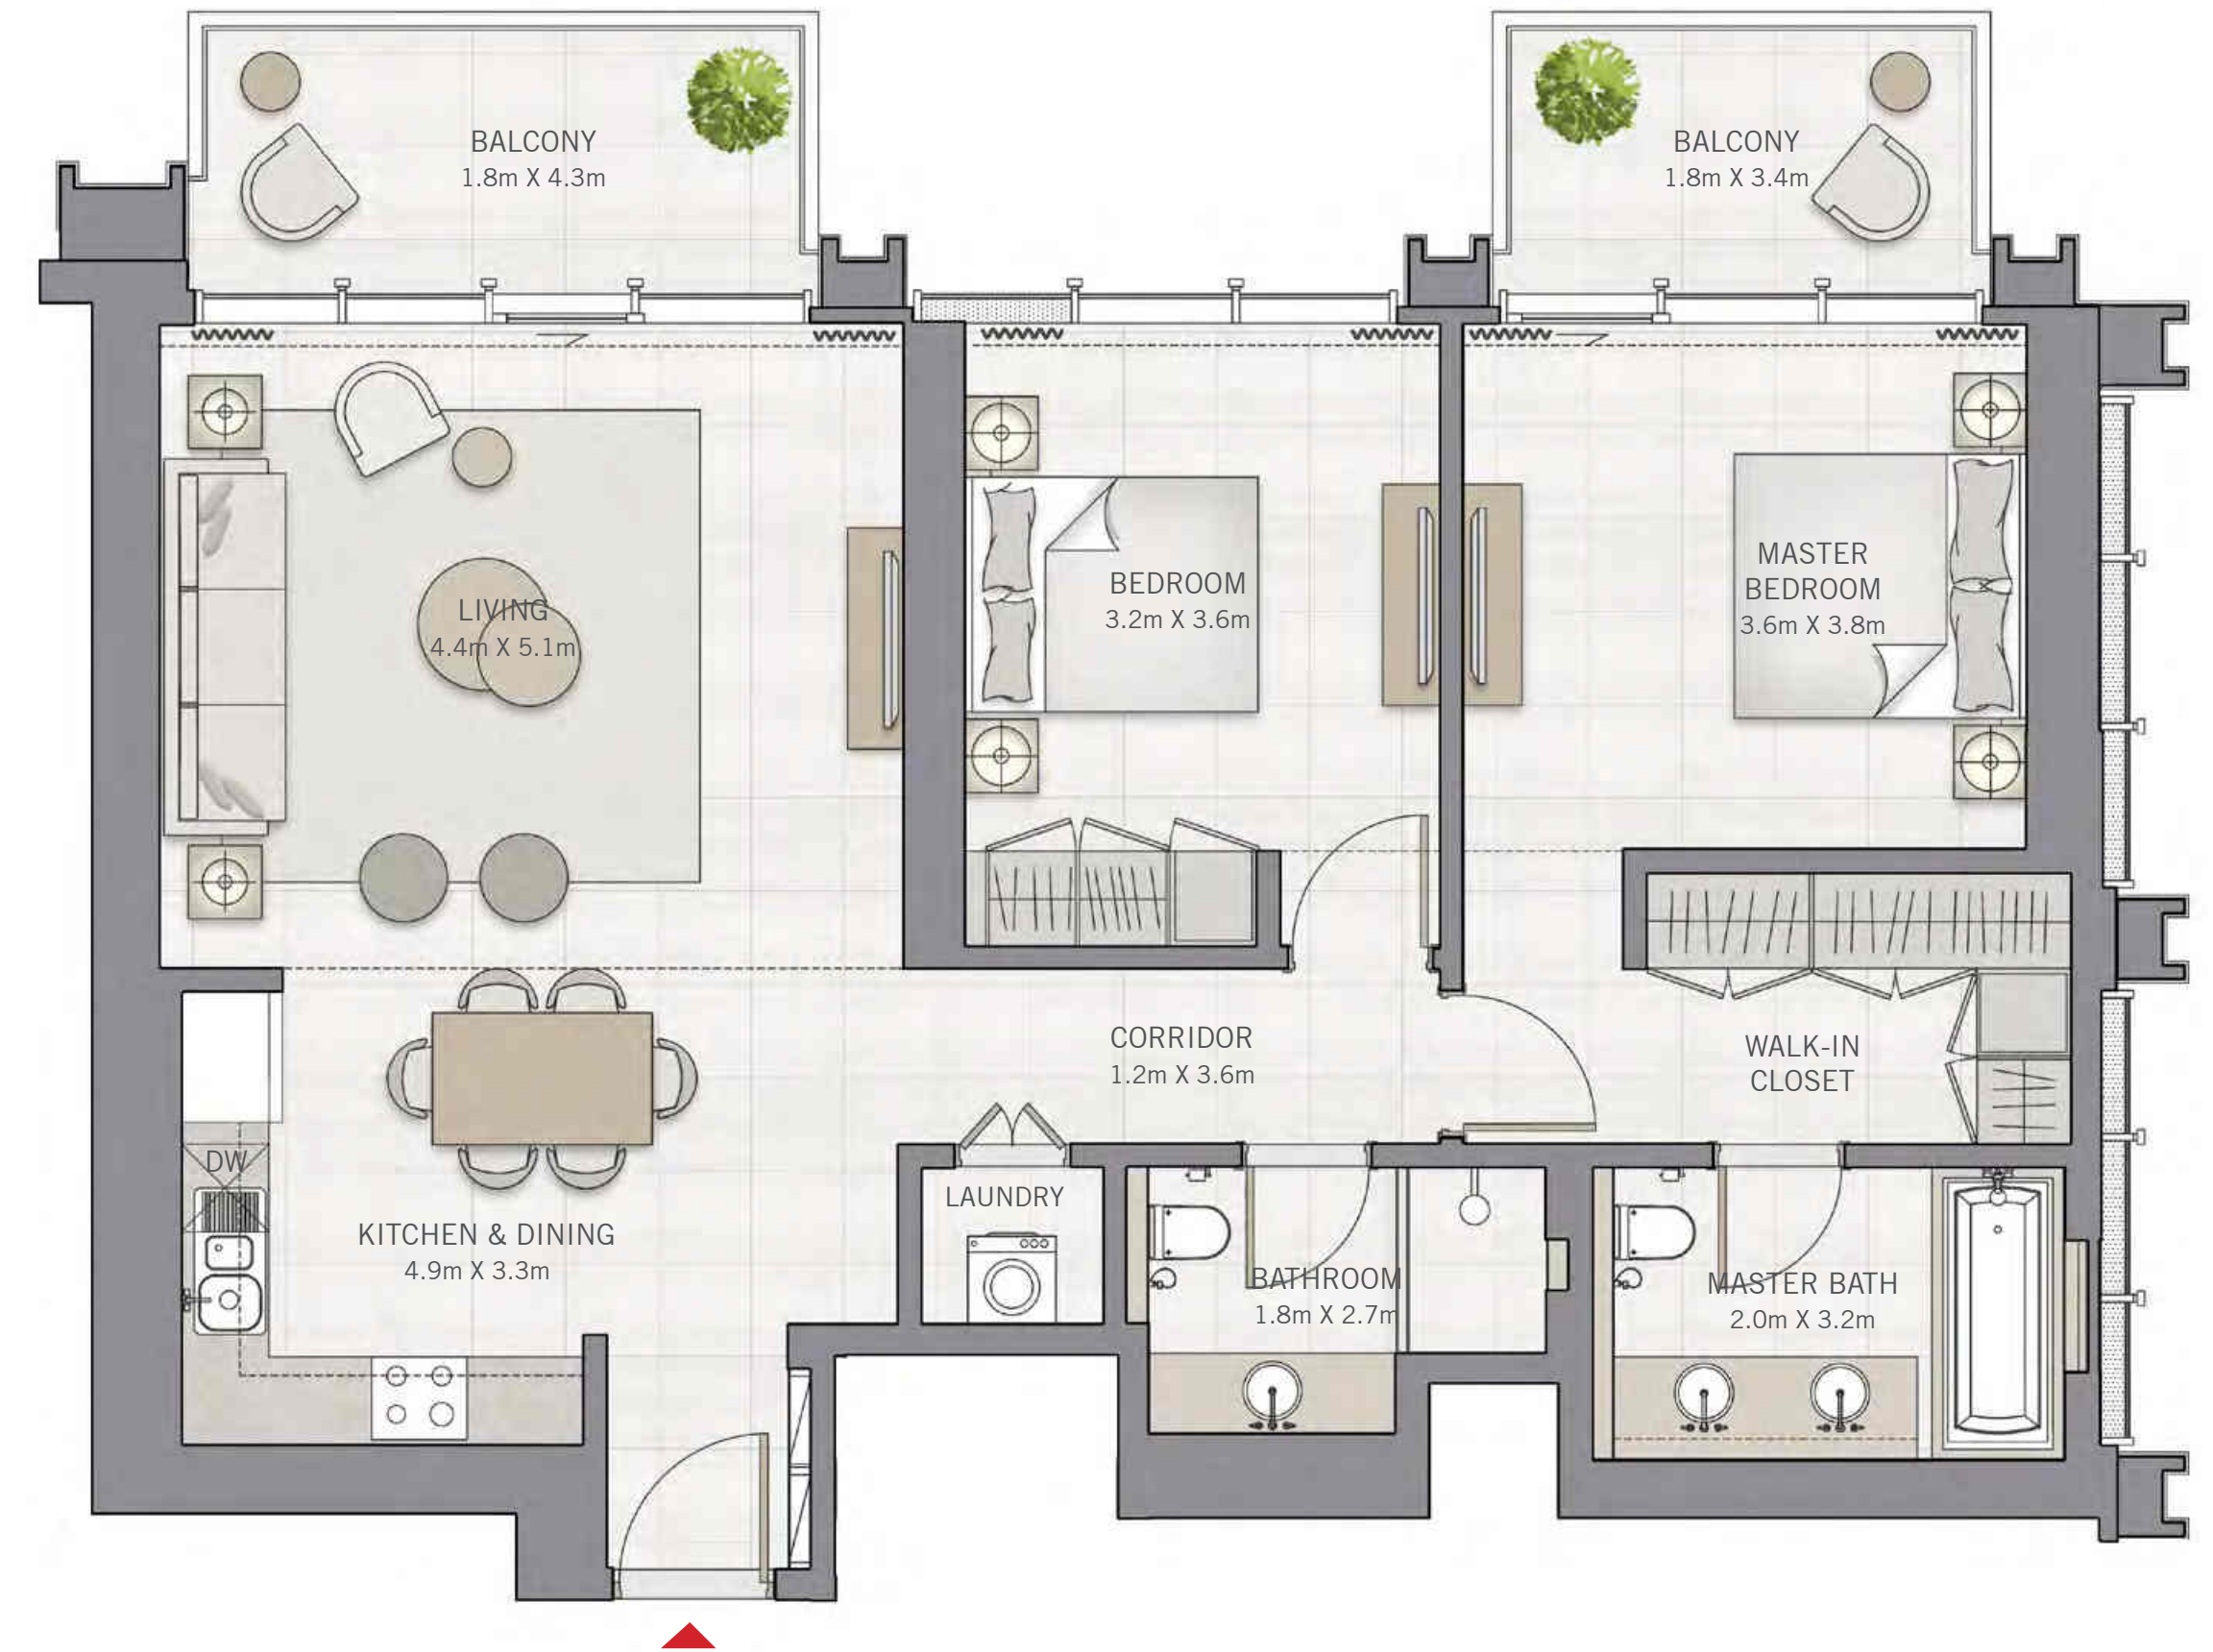 BALCONY
1.8m X 4.3m
BALCONY
1.8m X 3.4m
LIVING
4.4m X 5.1m
BEDROOM
3.2m X 3.6m
MASTER
BEDROOM
3.6m X 3.8m
CORRIDOR
1.2m X 3.6m
WALK-IN
CLOSET
DW
KITCHEN & DINING
4.9m X 3.3m
LAUNDRY
BATHROOM
1.8m X 2.7m
MASTER BATH
2.0m X 3.2m